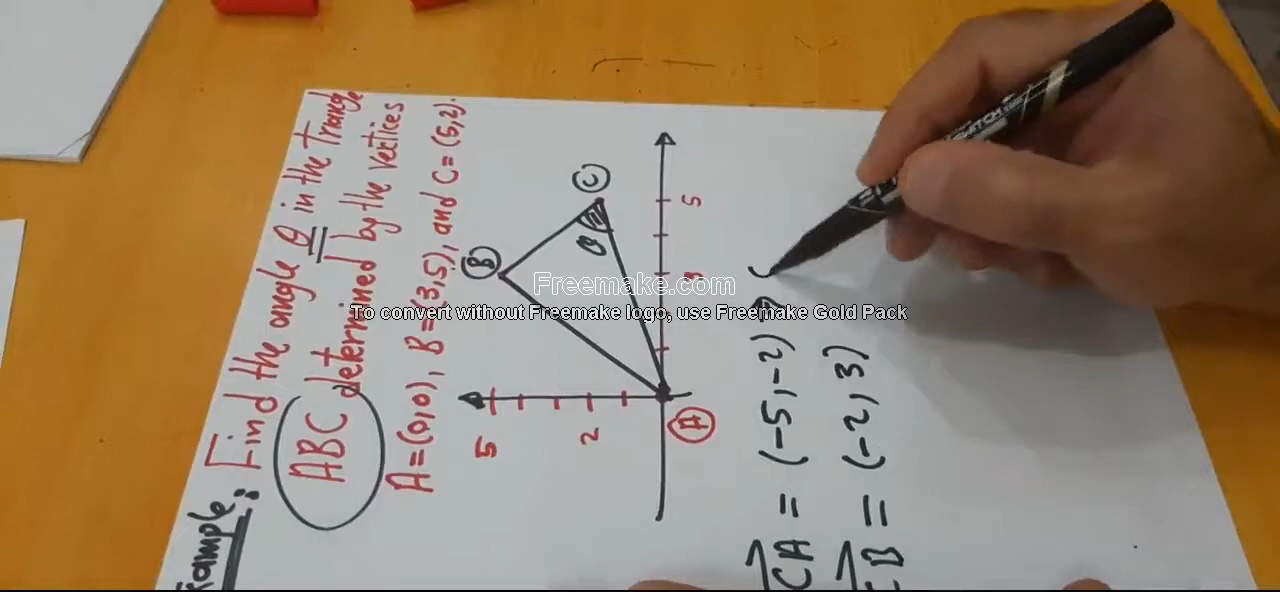 Example: Find the angle θ in the triangle
ABC determined by the vertices
A=(0,0), B=(3,5), and C=(5,2).
5
2
B
C
θ
A
3
5
CA = (-5,-2) →
CB = (-2,3)
SWITCH
Freemake.com
To convert without Freemake logo, use Freemake Gold Pack